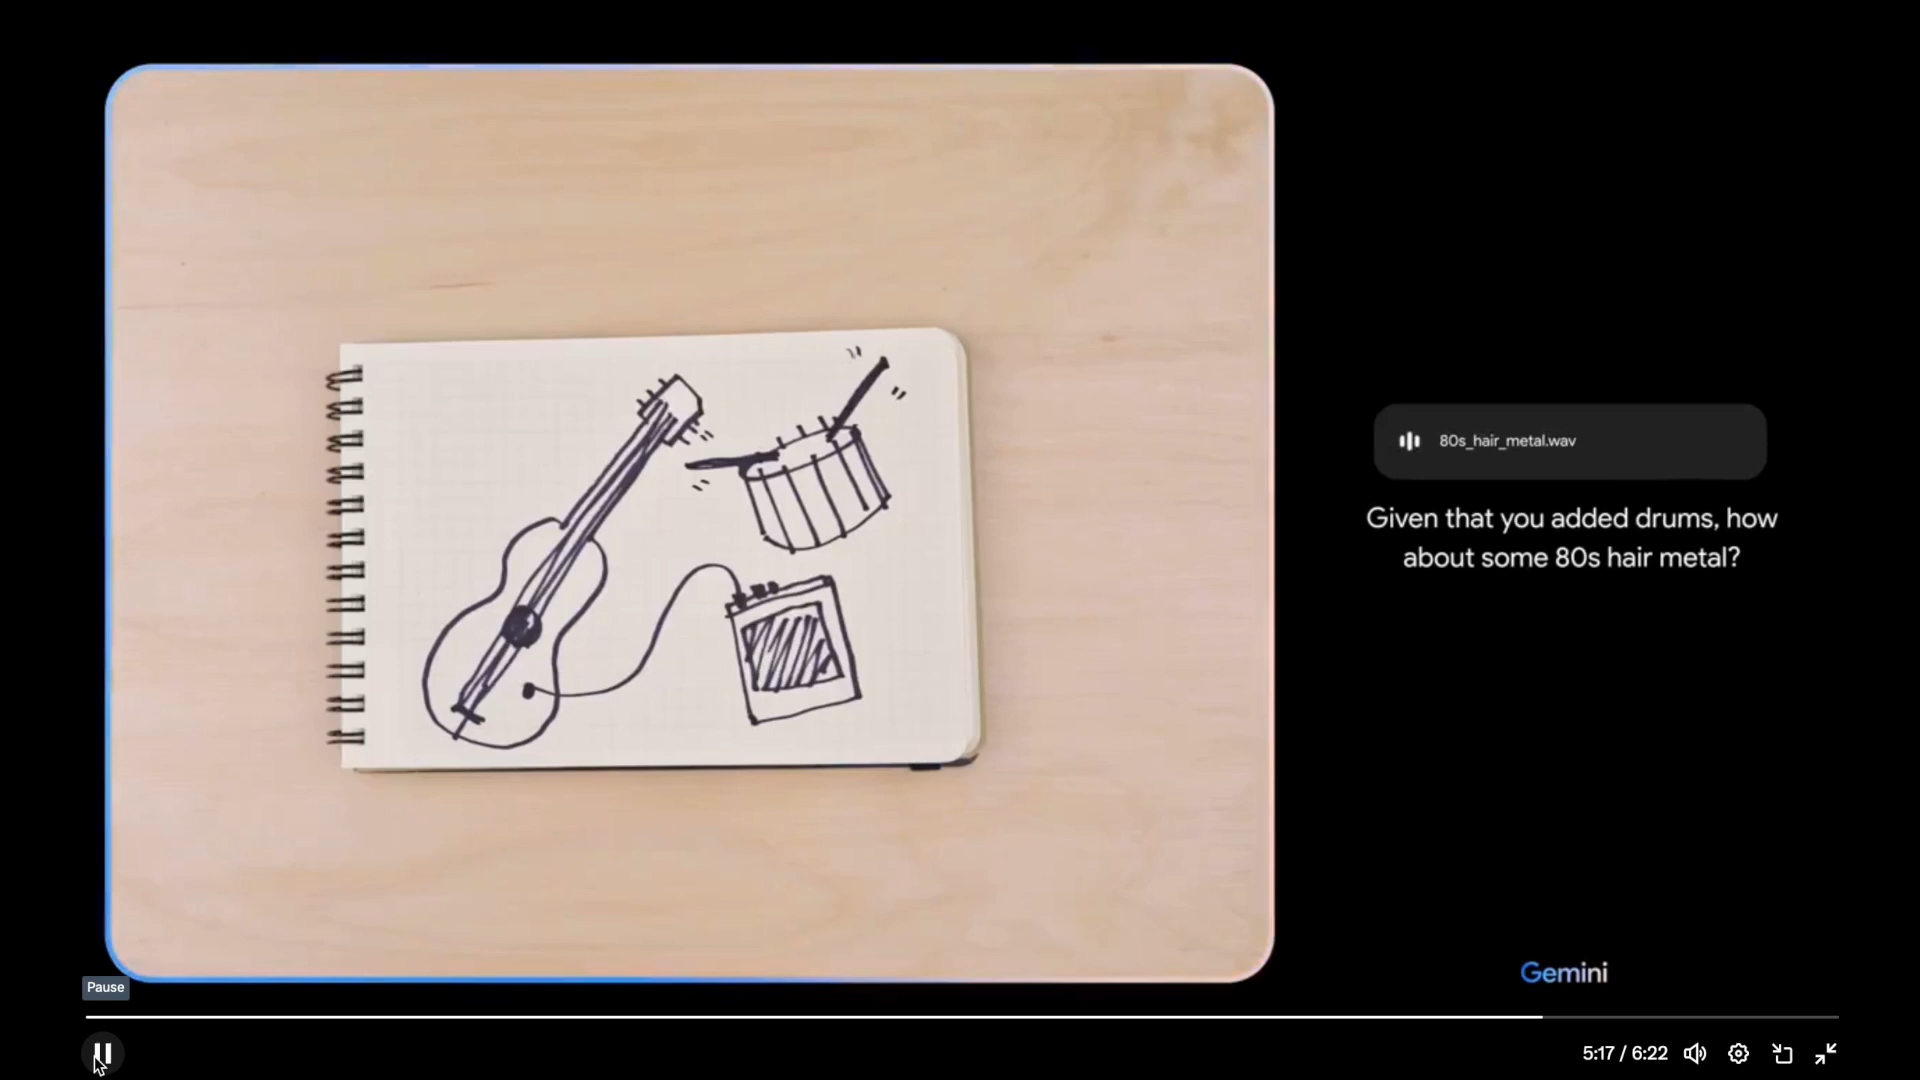 80s_hair_metal.wav
Given that you added drums, how
about some 80s hair metal?
Gemini
Pause
5:17 / 6:22